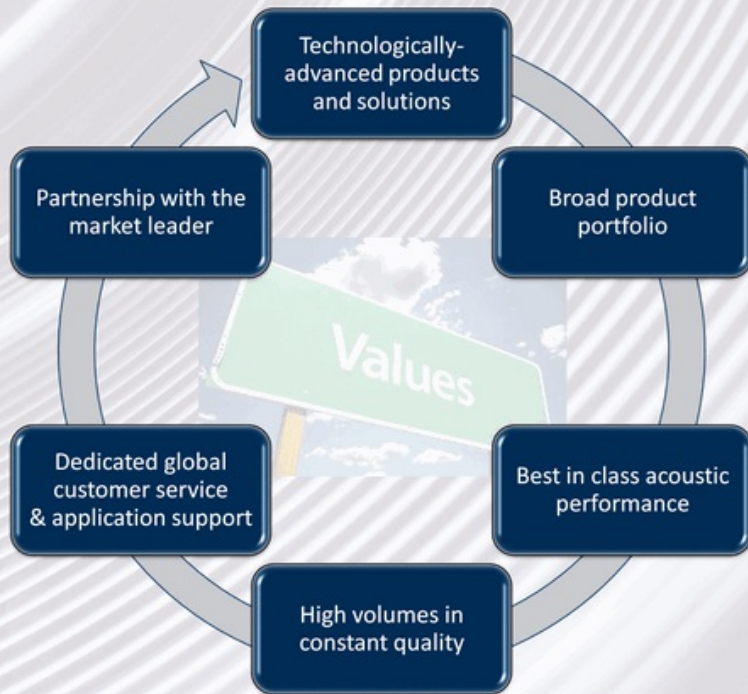 Technologically-
advanced products
and solutions
Broad product
portfolio
Best in class acoustic
performance
High volumes in
constant quality
Dedicated global
customer service
& application support
Partnership with the
market leader
Values